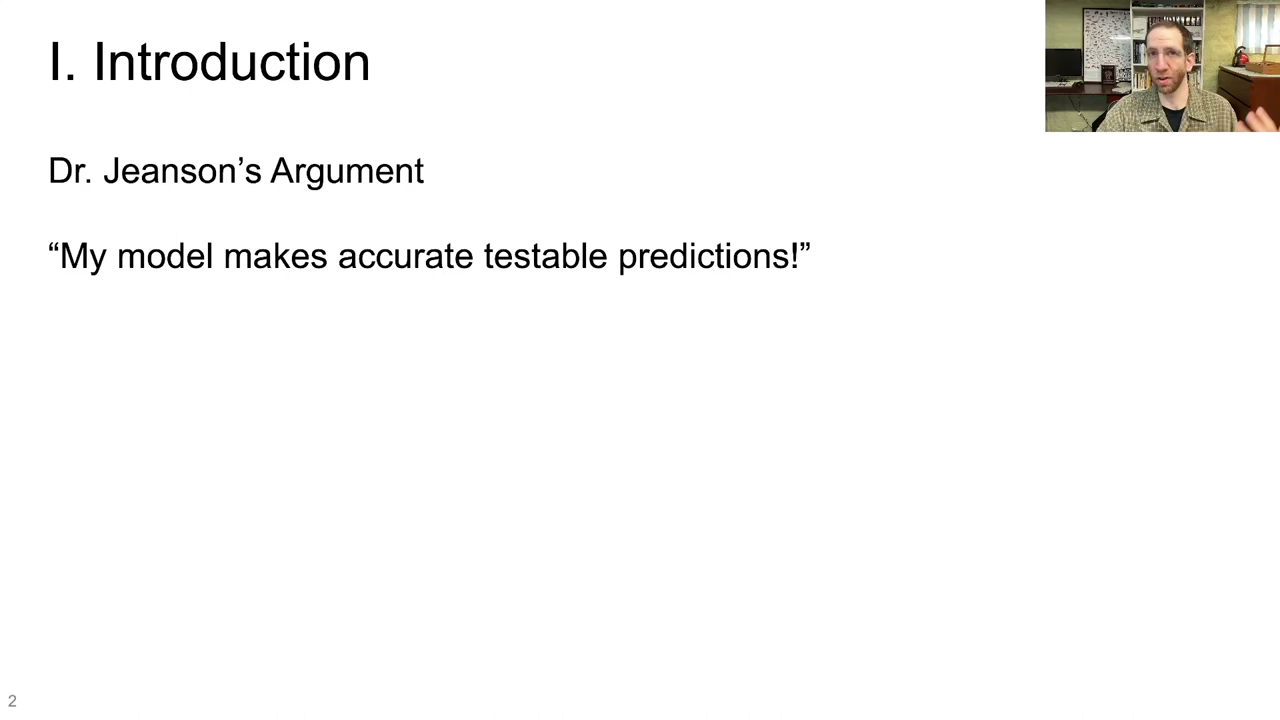 I. Introduction
Dr. Jeanson’s Argument
“My model makes accurate testable predictions!”
2